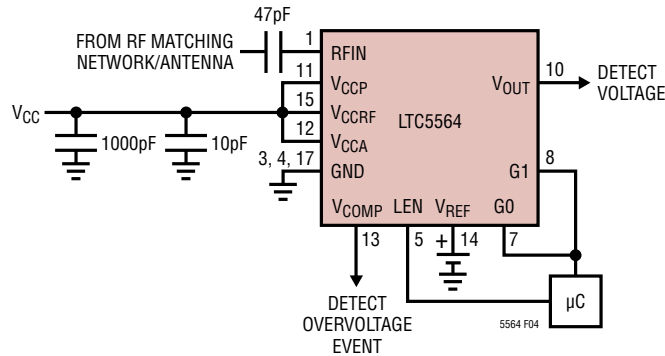 47pF
FROM RF MATCHING
NETWORK/ANTENNA
1
RFIN
11
VCCP
15
VCCRF
12
VCCA
3, 4, 17
GND
VCC
1000pF
10pF
LTC5564
VOUT
10
DETECT
VOLTAGE
G1
8
VCOMP LEN VREF G0
13
5
+
14
7
DETECT
OVERVOLTAGE
EVENT
µC
5564 F04